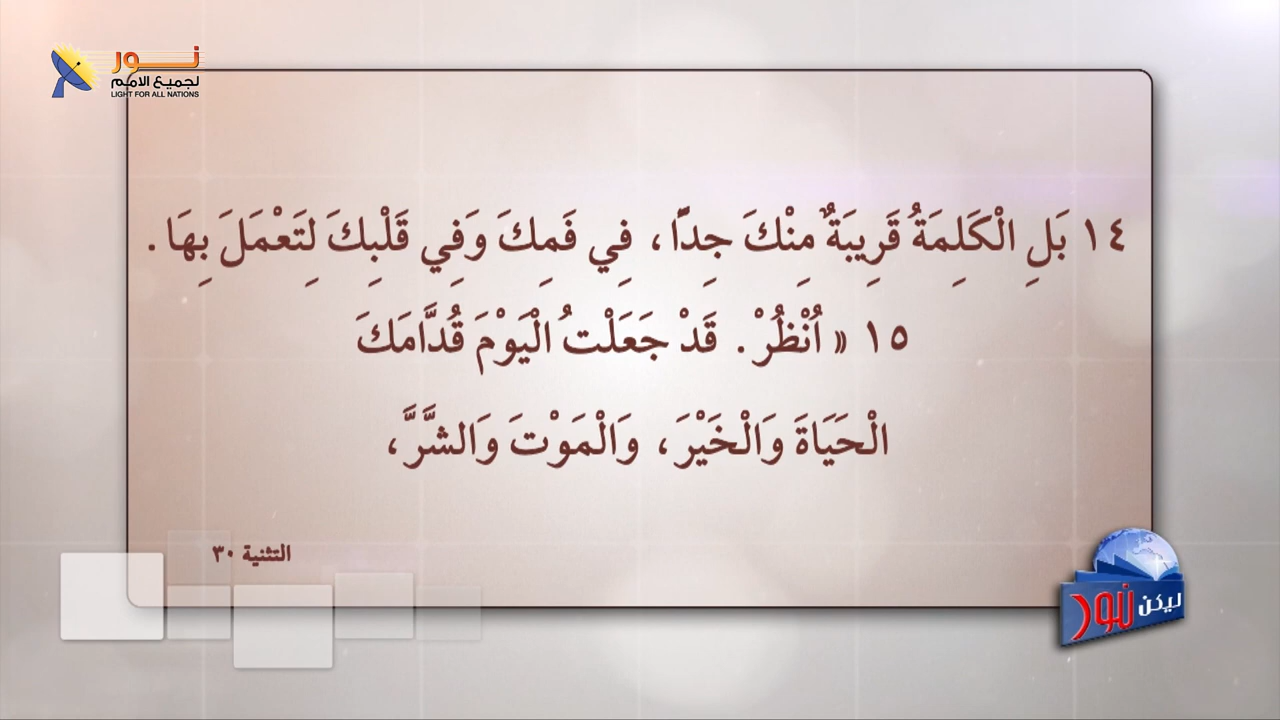 نور
لجميع الامم
LIGHT FOR ALL NATIONS
١٤ بَلِ الْكَلِمَةُ قَرِيبَةٌ مِنْكَ جِدًّا، فِي فَمِكَ وَفِي قَلْبِكَ لِتَعْمَلَ بِهَا.
١٥ «اُنْظُرْ. قَدْ جَعَلْتُ الْيَوْمَ قُدَّامَكَ
الْحَيَاةَ وَالْخَيْرَ، وَالْمَوْتَ وَالشَّرَّ،
التثنية ٣٠
ليكن نور